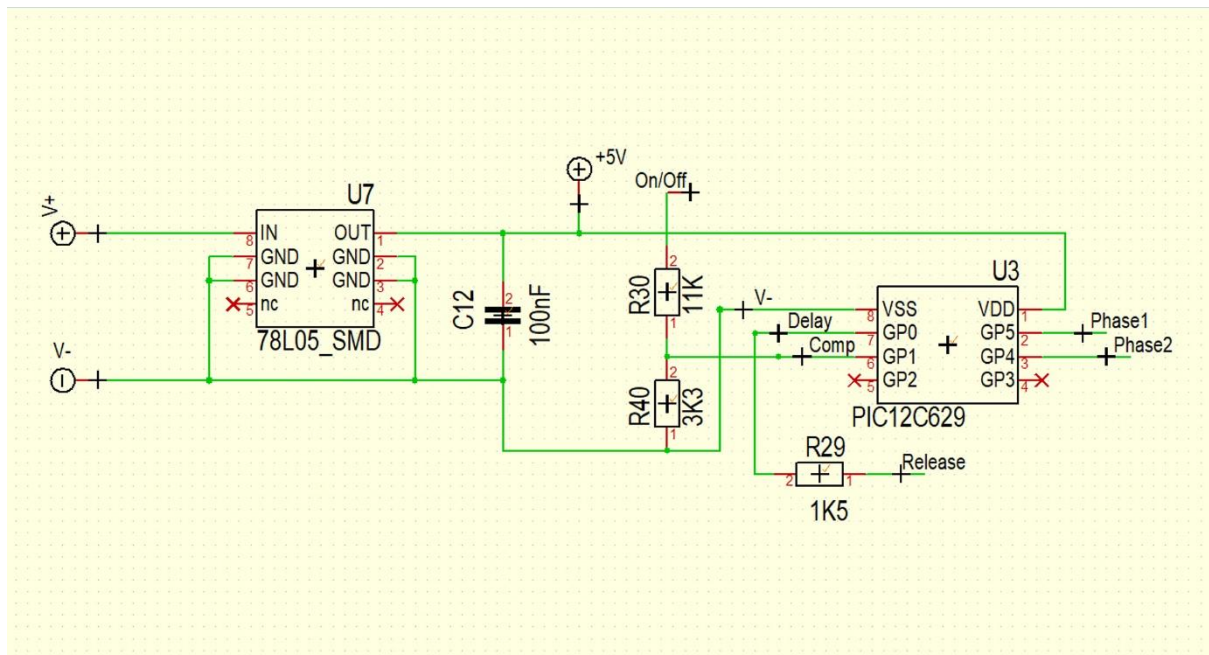 +5V
On/Off
V+
U7
IN
OUT
8
1
GND
GND
7
2
GND
GND
6
3
nc
nc
5
4
78L05_SMD
V-
C12
2
1
100nF
2
R30
11K
1
2
R40
3K3
1
V-
Delay
Comp
U3
VSS
VDD
8
1
GP0
GP5
7
2
GP1
GP4
6
3
GP2
GP3
5
4
PIC12C629
Phase1
Phase2
R29
2
1
1K5
Release